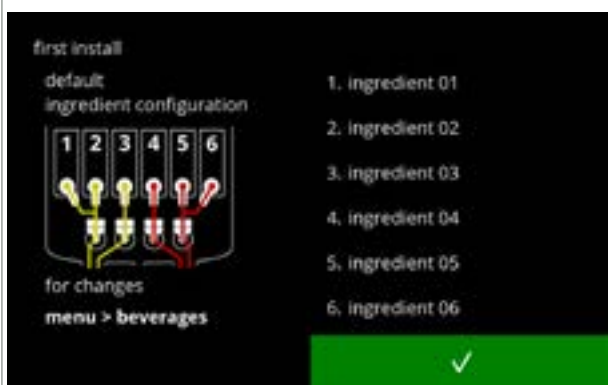 first install
default
ingredient configuration
1 2 3 4 5 6
for changes
menu > beverages
1. ingredient 01
2. ingredient 02
3. ingredient 03
4. ingredient 04
5. ingredient 05
6. ingredient 06